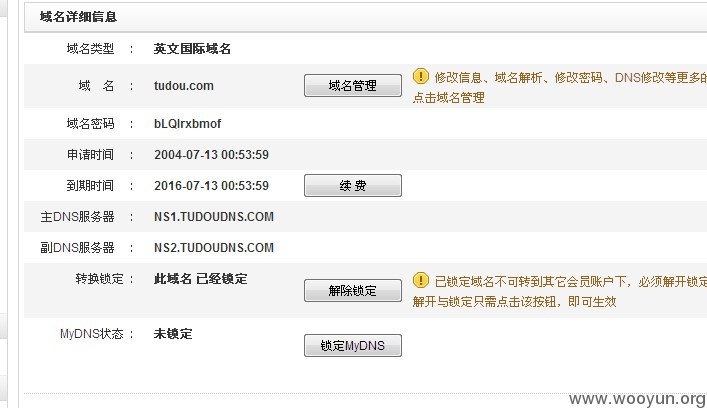 域名详细信息
域名类型 : 英文国际域名
域 名 : tudou.com 域名管理 修改信息、域名解析、修改密码、DNS修改等更多的
点击域名管理
域名密码 : bLQIrxbmof
申请时间 : 2004-07-13 00:53:59
到期时间 : 2016-07-13 00:53:59 续 费
主DNS服务器 : NS1.TUDOUDNS.COM
副DNS服务器 : NS2.TUDOUDNS.COM
转换锁定 : 此域名 已经锁定 解除锁定 已锁定域名不可转到其它会员账户下，必须解开锁定
解开与锁定只需点击该按钮，即可生效
MyDNS状态 : 未锁定 锁定MyDNS
www.wooyun.org